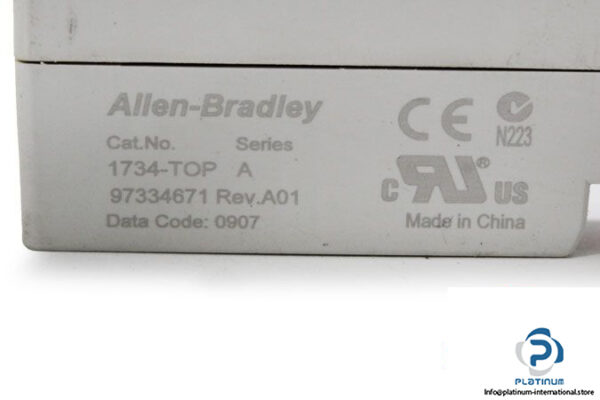 Allen-Bradley
Cat.No. Series
1734-TOP A
97334671 Rev.A01
Data Code: 0907
CE
N223
C RU® US
Made in China
PLATINUM
Info@platinum-international.store